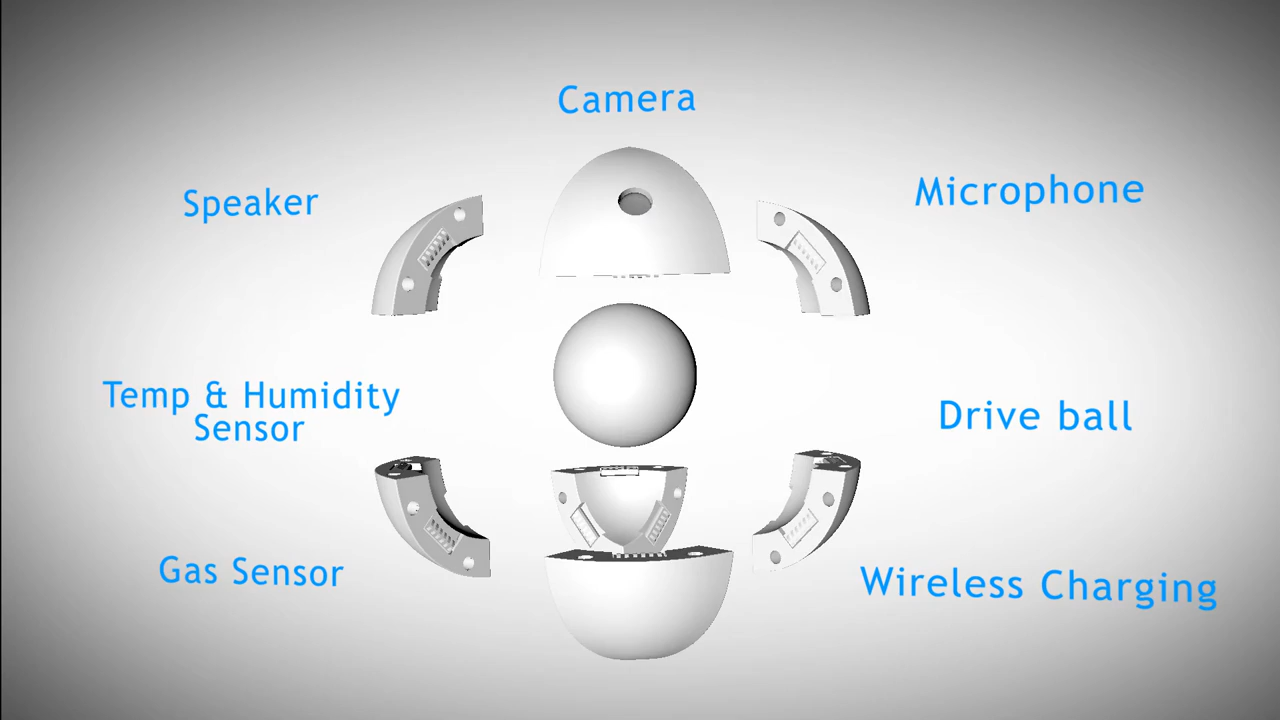 Camera
Speaker
Microphone
Temp & Humidity
Sensor
Drive ball
Gas Sensor
Wireless Charging